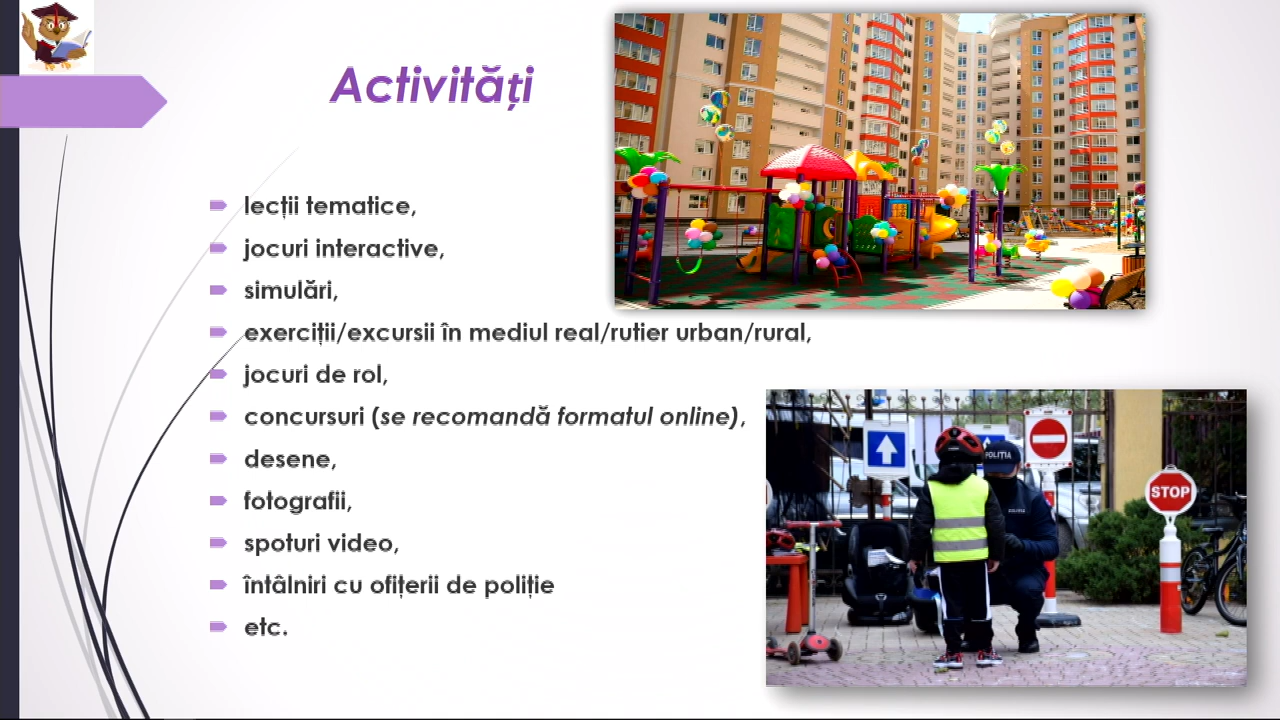 Activități
lecții tematice,
jocuri interactive,
simulări,
exerciții/excursii în mediul real/rutier urban/rural,
jocuri de rol,
concursuri (se recomandă formatul online),
desene,
fotografii,
spoturi video,
întâlniri cu ofițerii de poliție
etc.
POLIȚIA
STOP